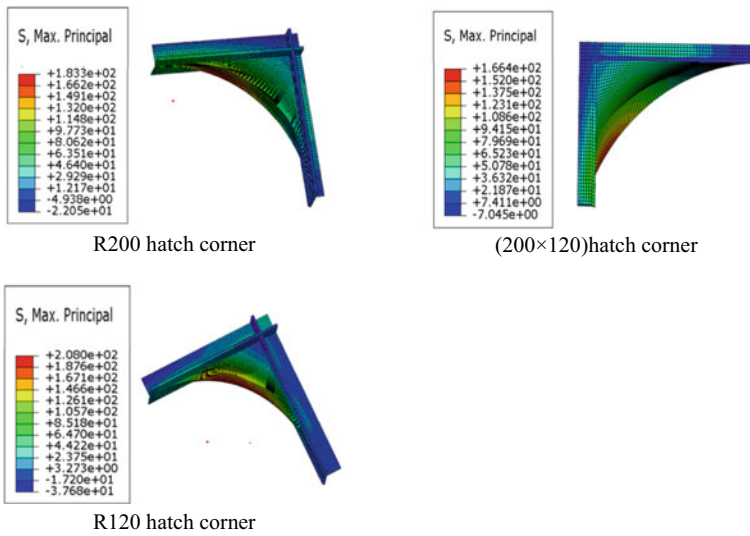 S, Max. Principal
+1.833e+02
+1.662e+02
+1.491e+02
+1.320e+02
+1.148e+02
+9.773e+01
+8.062e+01
+6.351e+01
+4.640e+01
+2.929e+01
+1.217e+01
-4.938e+00
-2.205e+01
R200 hatch corner
S, Max. Principal
+1.664e+02
+1.520e+02
+1.375e+02
+1.231e+02
+1.086e+02
+9.415e+01
+7.969e+01
+6.523e+01
+5.078e+01
+3.632e+01
+2.187e+01
+7.411e+00
-7.045e+00
(200×120)hatch corner
S, Max. Principal
+2.080e+02
+1.876e+02
+1.671e+02
+1.466e+02
+1.261e+02
+1.057e+02
+8.518e+01
+6.470e+01
+4.422e+01
+2.375e+01
+3.273e+00
-1.720e+01
-3.768e+01
R120 hatch corner